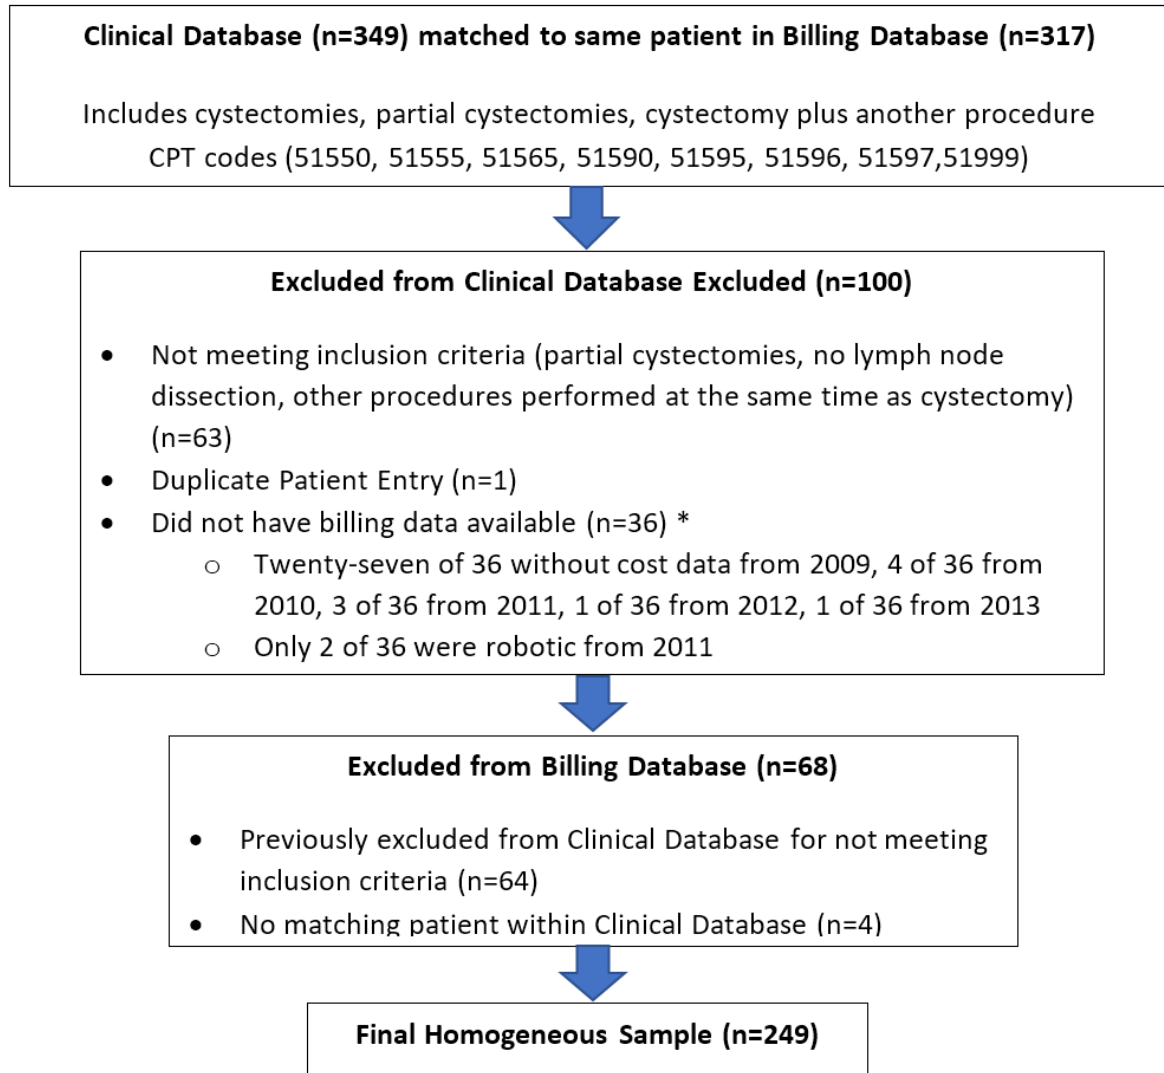 Clinical Database (n=349) matched to same patient in Billing Database (n=317)
Includes cystectomies, partial cystectomies, cystectomy plus another procedure
CPT codes (51550, 51555, 51565, 51590, 51595, 51596, 51597,51999)
Excluded from Clinical Database Excluded (n=100)
• Not meeting inclusion criteria (partial cystectomies, no lymph node
dissection, other procedures performed at the same time as cystectomy)
(n=63)
• Duplicate Patient Entry (n=1)
• Did not have billing data available (n=36) *
o Twenty-seven of 36 without cost data from 2009, 4 of 36 from
2010, 3 of 36 from 2011, 1 of 36 from 2012, 1 of 36 from 2013
o Only 2 of 36 were robotic from 2011
Excluded from Billing Database (n=68)
• Previously excluded from Clinical Database for not meeting
inclusion criteria (n=64)
• No matching patient within Clinical Database (n=4)
Final Homogeneous Sample (n=249)